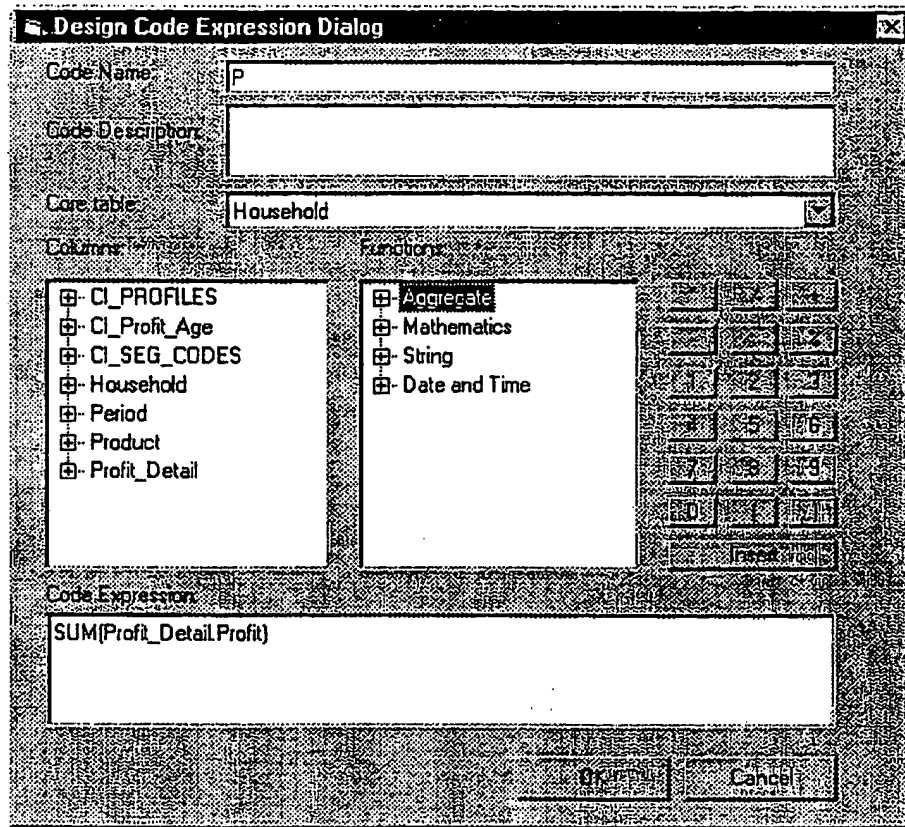 Design Code Expression Dialog
Code Name:
P
Code Description:
Core table:
Household
Columns:
Functions:
CI_PROFILES
CI_Profit_Age
CI_SEG_CODES
Household
Period
Product
Profit_Detail
Aggregate
Mathematics
String
Date and Time
1 2 3
4 5 6
7 8 9
0
Insert
Code Expression:
SUM(Profit_Detail.Profit)
OK
Cancel